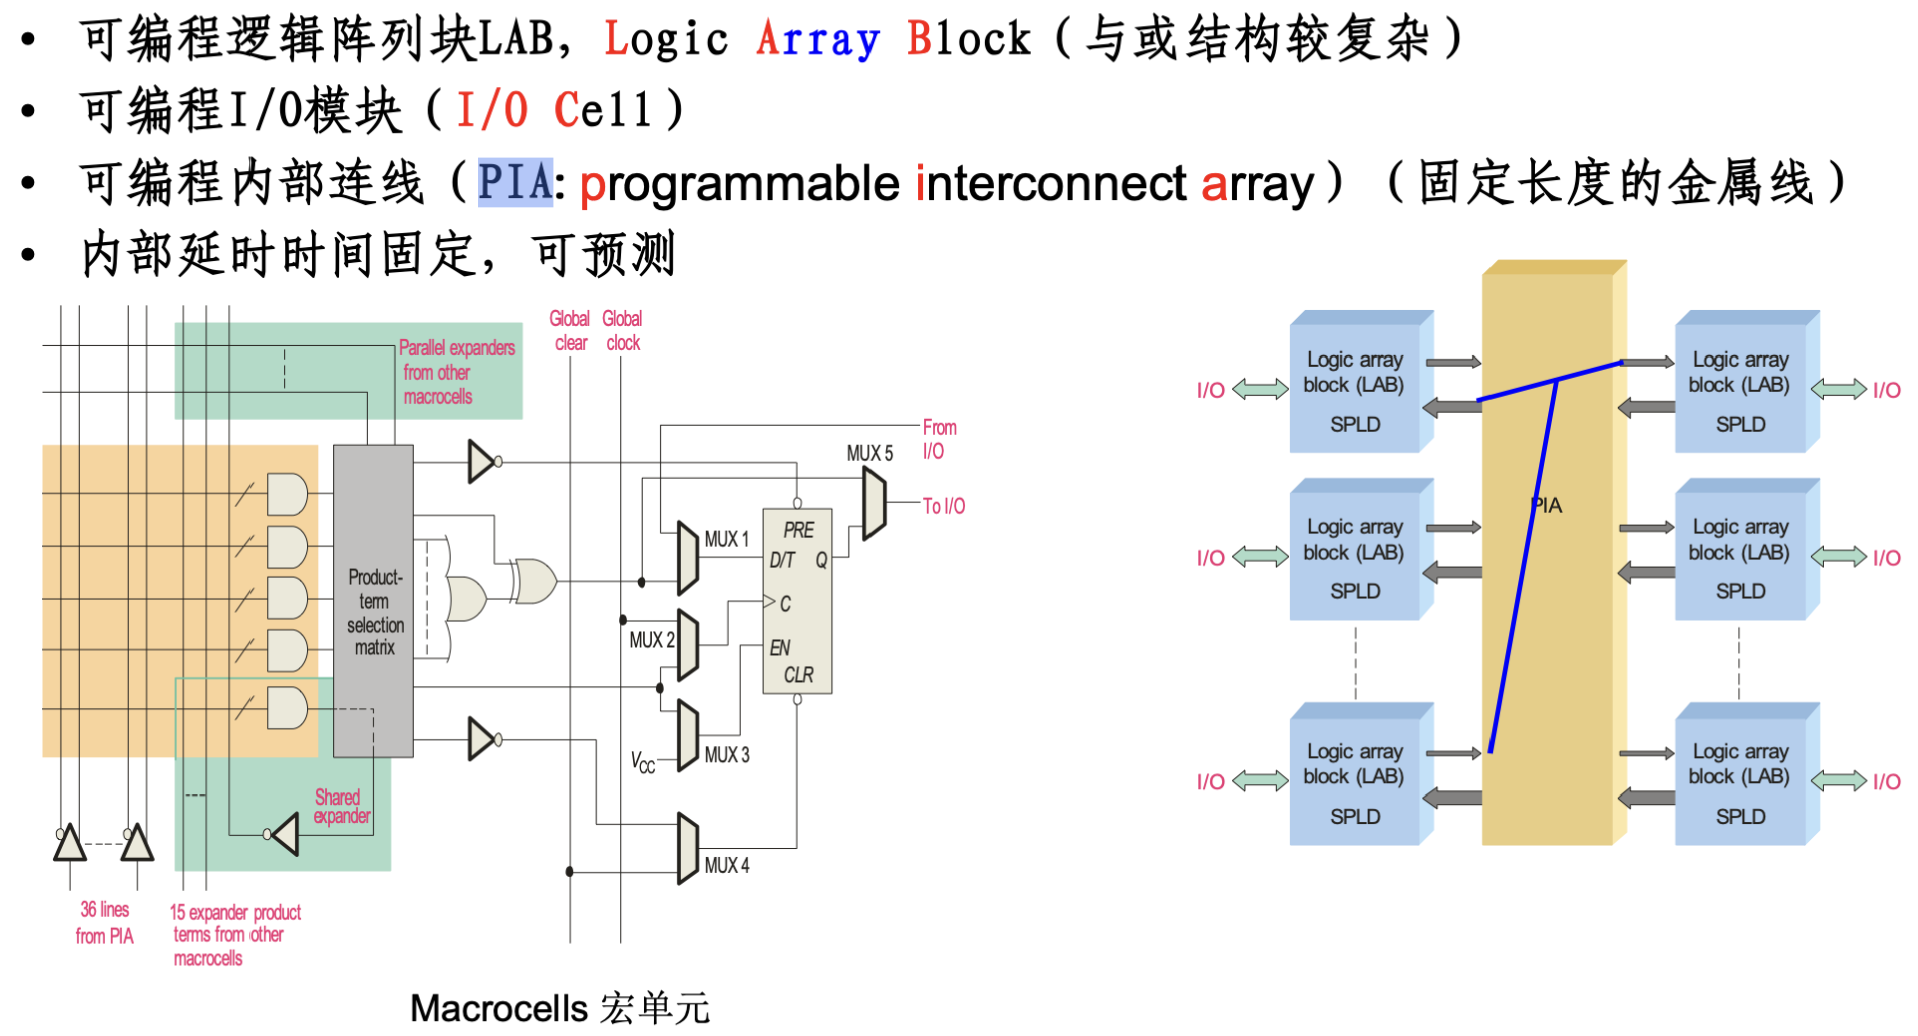 • 可编程逻辑阵列块LAB，Logic Array Block（与或结构较复杂）
• 可编程I/O模块（I/O Cell）
• 可编程内部连线（PIA: programmable interconnect array）（固定长度的金属线）
• 内部延时时间固定，可预测
Parallel expanders
from other
macrocells
Global
clear
Global
clock
From
I/O
MUX 5
To I/O
PRE
MUX 1
D/T
Q
Product-
term
selection
matrix
C
MUX 2
EN
CLR
MUX 3
VCC
Shared
expander
MUX 4
36 lines
from PIA
15 expander product
terms from other
macrocells
Macrocells 宏单元
I/O
Logic array
block (LAB)
SPLD
Logic array
block (LAB)
SPLD
I/O
PIA
I/O
Logic array
block (LAB)
SPLD
Logic array
block (LAB)
SPLD
I/O
I/O
Logic array
block (LAB)
SPLD
Logic array
block (LAB)
SPLD
I/O